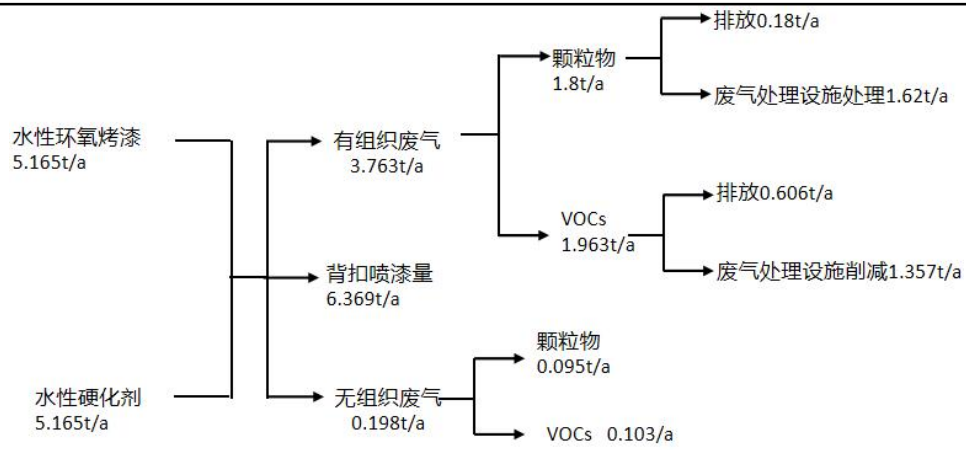 水性环氧烤漆
5.165t/a
水性硬化剂
5.165t/a
有组织废气
3.763t/a
背扣喷漆量
6.369t/a
无组织废气
0.198t/a
颗粒物
1.8t/a
VOCs
1.963t/a
颗粒物
0.095t/a
VOCs 0.103/a
排放0.18t/a
废气处理设施处理1.62t/a
排放0.606t/a
废气处理设施削减1.357t/a